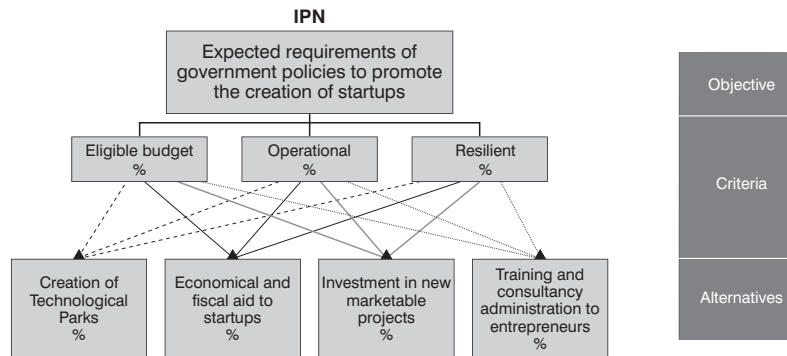 IPN
Expected requirements of
government policies to promote
the creation of startups
Objective
Eligible budget
%
Operational
%
Resilient
%
Criteria
Creation of
Technological
Parks
%
Economical and
fiscal aid to
startups
%
Investment in new
marketable
projects
%
Training and
consultancy
administration to
entrepreneurs
%
Alternatives